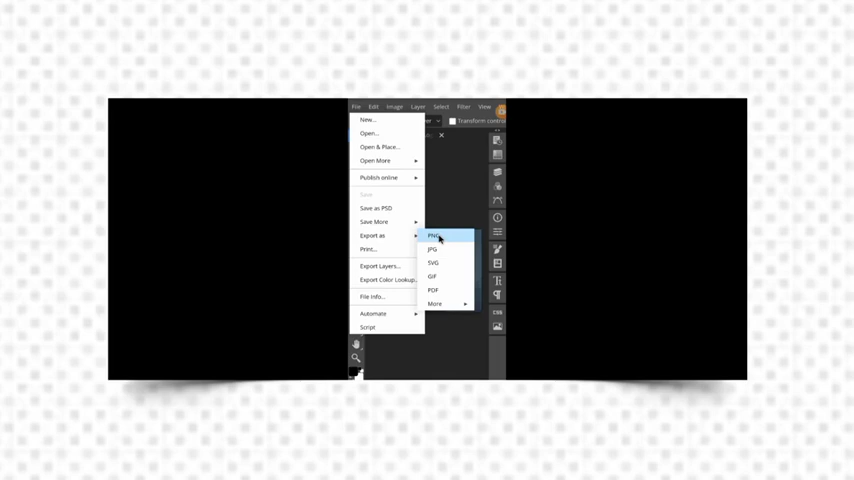 File Edit Image Layer Select Filter View
Transform
New...
Open...
Open & Place...
Open More
Publish online
Save
Save as PSD
Save More
Export as
Print...
Export Layers...
Export Color Lookup..
File Info...
Automate
Script
PNG
JPG
SVG
GIF
PDF
More
CSS